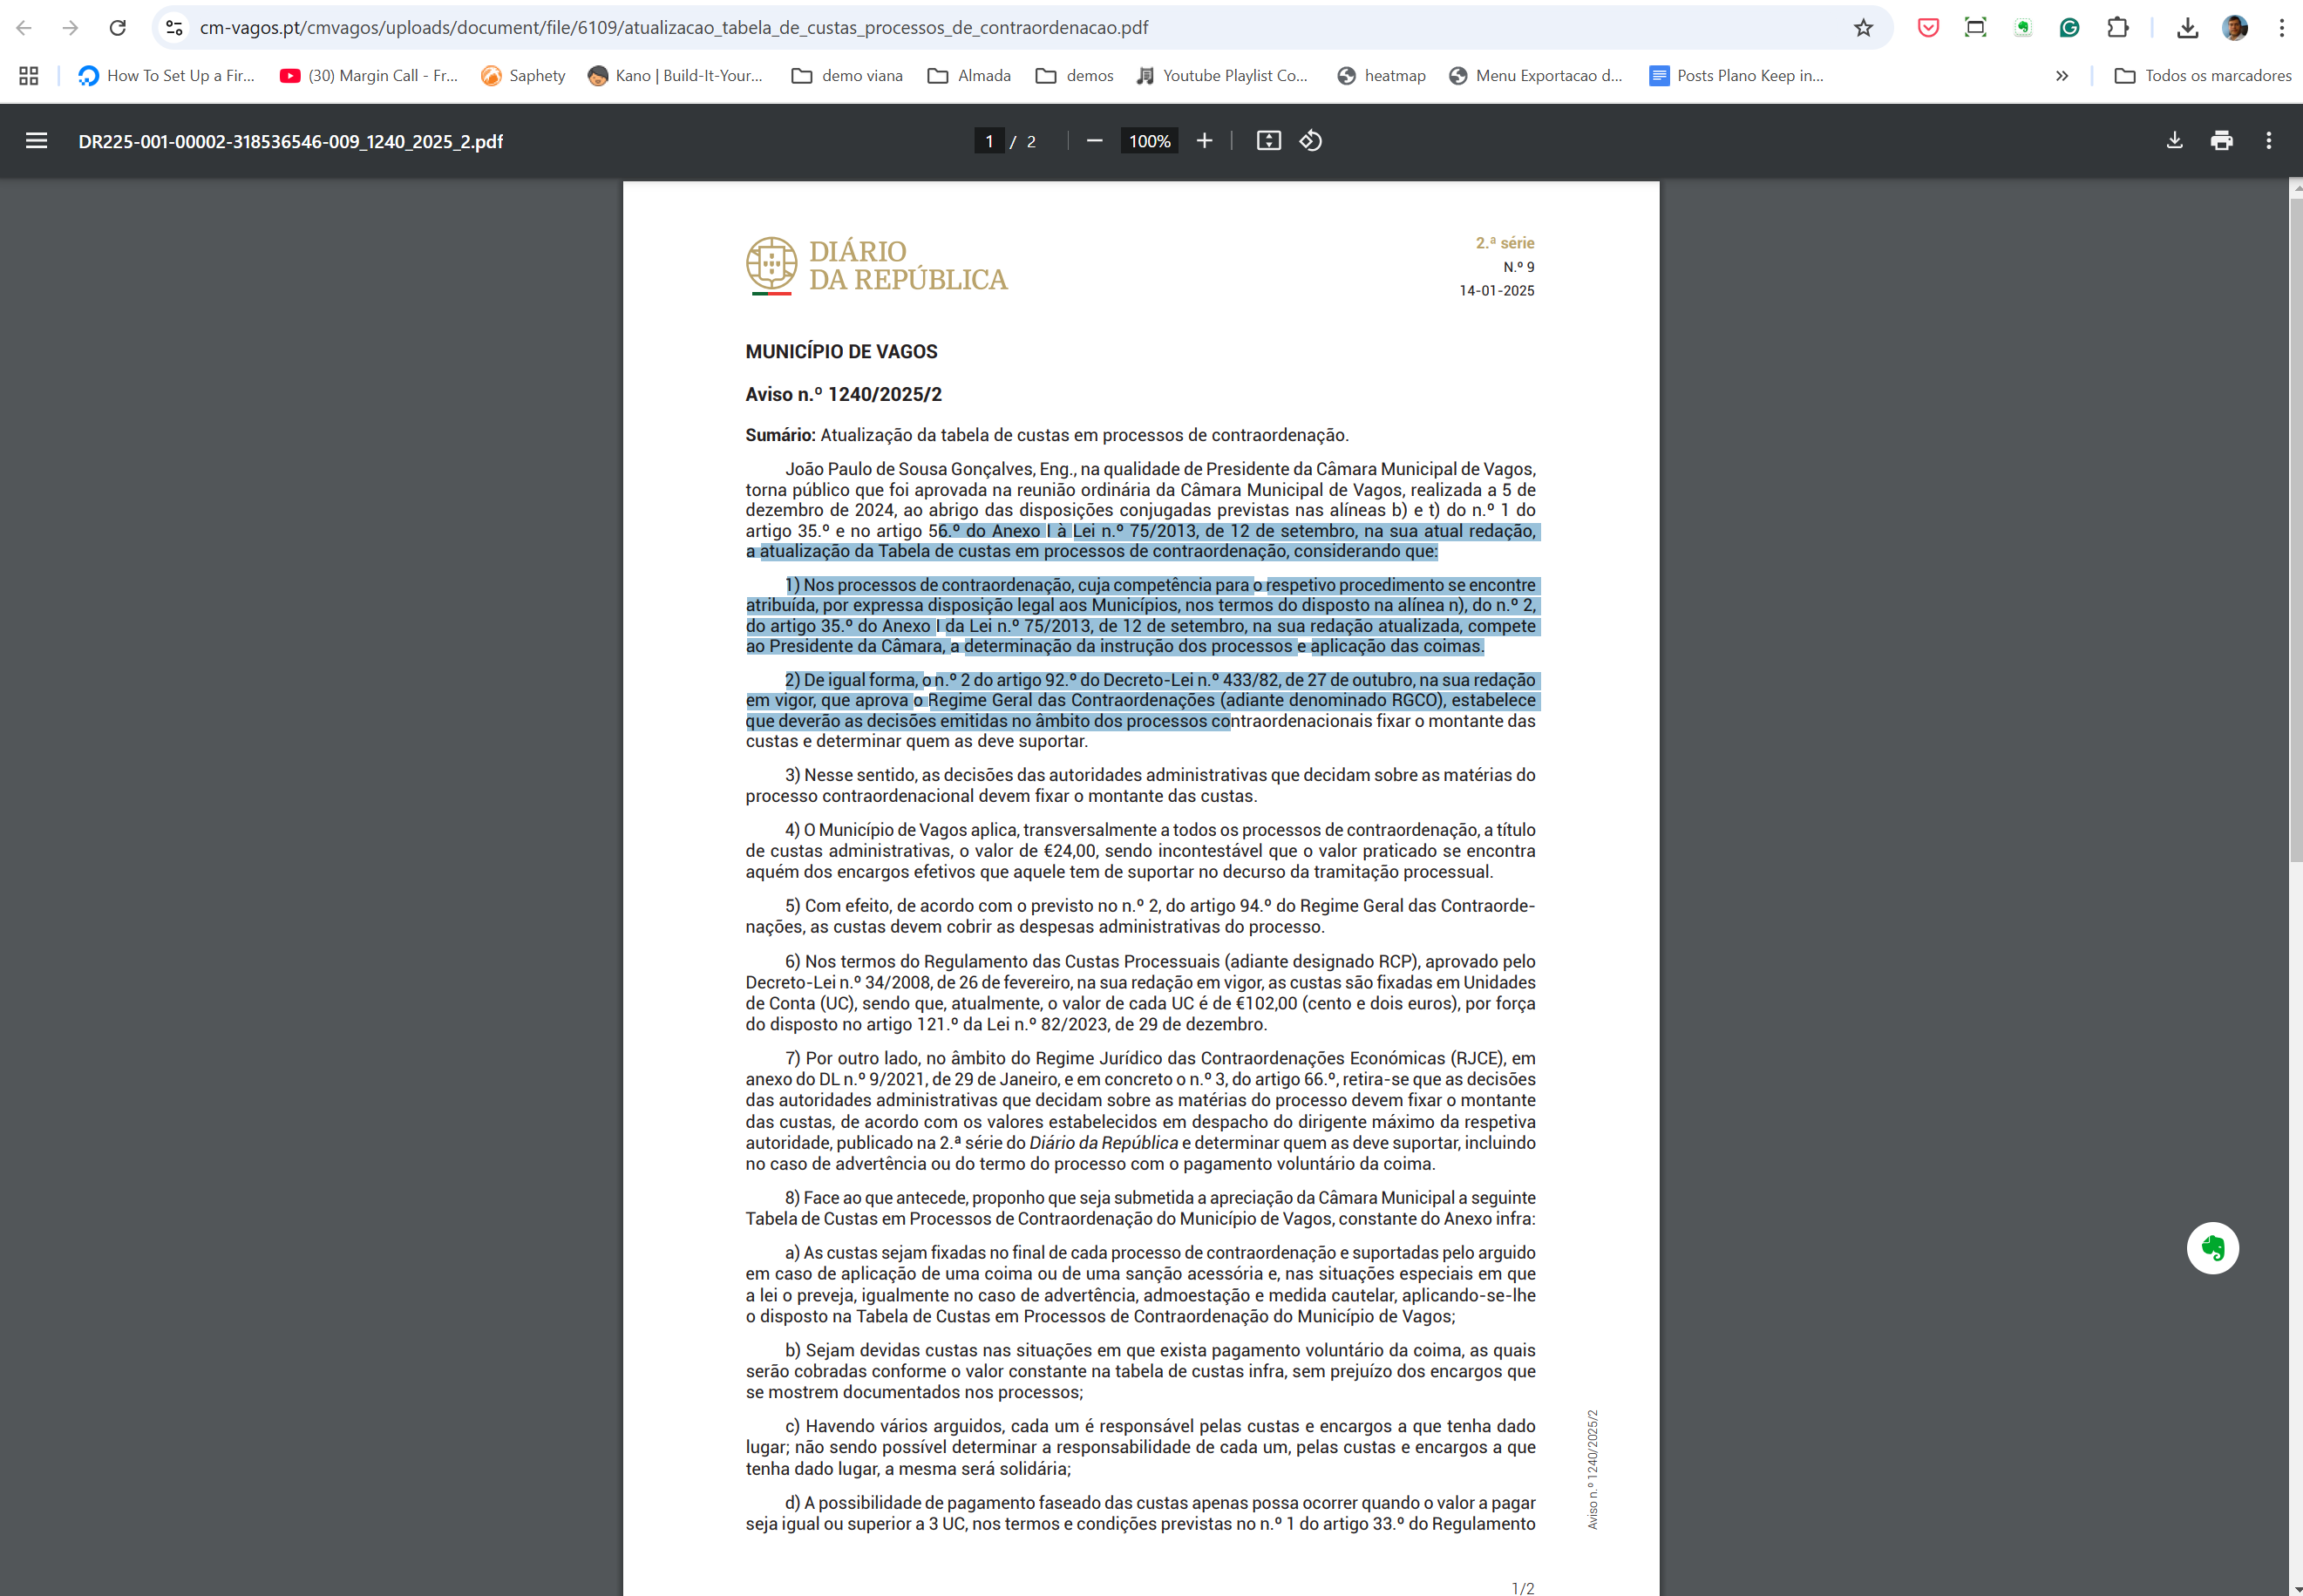 cm-vagos.pt/cmvagos/uploads/document/file/6109/atualizacao_tabela_de_custas_processos_de_contraordenacao.pdf
How To Set Up a Fir... (30) Margin Call - Fr... Saphety Kano | Build-It-Your... demo viana Almada demos Youtube Playlist Co... heatmap Menu Exportacao d... Posts Plano Keep in... » Todos os marcadores
DR225-001-00002-318536546-009_1240_2025_2.pdf 1 / 2 100%
DIÁRIO
DA REPÚBLICA
2.ª série
N.º 9
14-01-2025
MUNICÍPIO DE VAGOS
Aviso n.º 1240/2025/2
Sumário: Atualização da tabela de custas em processos de contraordenação.
João Paulo de Sousa Gonçalves, Eng., na qualidade de Presidente da Câmara Municipal de Vagos,
torna público que foi aprovada na reunião ordinária da Câmara Municipal de Vagos, realizada a 5 de
dezembro de 2024, ao abrigo das disposições conjugadas previstas nas alíneas b) e t) do n.º 1 do
artigo 35.º e no artigo 56.º do Anexo I à Lei n.º 75/2013, de 12 de setembro, na sua atual redação,
a atualização da Tabela de custas em processos de contraordenação, considerando que:
1) Nos processos de contraordenação, cuja competência para o respetivo procedimento se encontre
atribuída, por expressa disposição legal aos Municípios, nos termos do disposto na alínea n), do n.º 2,
do artigo 35.º do Anexo I da Lei n.º 75/2013, de 12 de setembro, na sua redação atualizada, compete
ao Presidente da Câmara, a determinação da instrução dos processos e aplicação das coimas.
2) De igual forma, o n.º 2 do artigo 92.º do Decreto-Lei n.º 433/82, de 27 de outubro, na sua redação
em vigor, que aprova o Regime Geral das Contraordenações (adiante denominado RGCO), estabelece
que deverão as decisões emitidas no âmbito dos processos contraordenacionais fixar o montante das
custas e determinar quem as deve suportar.
3) Nesse sentido, as decisões das autoridades administrativas que decidam sobre as matérias do
processo contraordenacional devem fixar o montante das custas.
4) O Município de Vagos aplica, transversalmente a todos os processos de contraordenação, a título
de custas administrativas, o valor de €24,00, sendo incontestável que o valor praticado se encontra
aquém dos encargos efetivos que aquele tem de suportar no decurso da tramitação processual.
5) Com efeito, de acordo com o previsto no n.º 2, do artigo 94.º do Regime Geral das Contraorde-
nações, as custas devem cobrir as despesas administrativas do processo.
6) Nos termos do Regulamento das Custas Processuais (adiante designado RCP), aprovado pelo
Decreto-Lei n.º 34/2008, de 26 de fevereiro, na sua redação em vigor, as custas são fixadas em Unidades
de Conta (UC), sendo que, atualmente, o valor de cada UC é de €102,00 (cento e dois euros), por força
do disposto no artigo 121.º da Lei n.º 82/2023, de 29 de dezembro.
7) Por outro lado, no âmbito do Regime Jurídico das Contraordenações Económicas (RJCE), em
anexo do DL n.º 9/2021, de 29 de Janeiro, e em concreto o n.º 3, do artigo 66.º, retira-se que as decisões
das autoridades administrativas que decidam sobre as matérias do processo devem fixar o montante
das custas, de acordo com os valores estabelecidos em despacho do dirigente máximo da respetiva
autoridade, publicado na 2.ª série do Diário da República e determinar quem as deve suportar, incluindo
no caso de advertência ou do termo do processo com o pagamento voluntário da coima.
8) Face ao que antecede, proponho que seja submetida a apreciação da Câmara Municipal a seguinte
Tabela de Custas em Processos de Contraordenação do Município de Vagos, constante do Anexo infra:
a) As custas sejam fixadas no final de cada processo de contraordenação e suportadas pelo arguido
em caso de aplicação de uma coima ou de uma sanção acessória e, nas situações especiais em que
a lei o preveja, igualmente no caso de advertência, admoestação e medida cautelar, aplicando-se-lhe
o disposto na Tabela de Custas em Processos de Contraordenação do Município de Vagos;
b) Sejam devidas custas nas situações em que exista pagamento voluntário da coima, as quais
serão cobradas conforme o valor constante na tabela de custas infra, sem prejuízo dos encargos que
se mostrem documentados nos processos;
c) Havendo vários arguidos, cada um é responsável pelas custas e encargos a que tenha dado
lugar; não sendo possível determinar a responsabilidade de cada um, pelas custas e encargos a que
tenha dado lugar, a mesma será solidária;
d) A possibilidade de pagamento faseado das custas apenas possa ocorrer quando o valor a pagar
seja igual ou superior a 3 UC, nos termos e condições previstas no n.º 1 do artigo 33.º do Regulamento
Aviso n.º 1240/2025/2
1/2